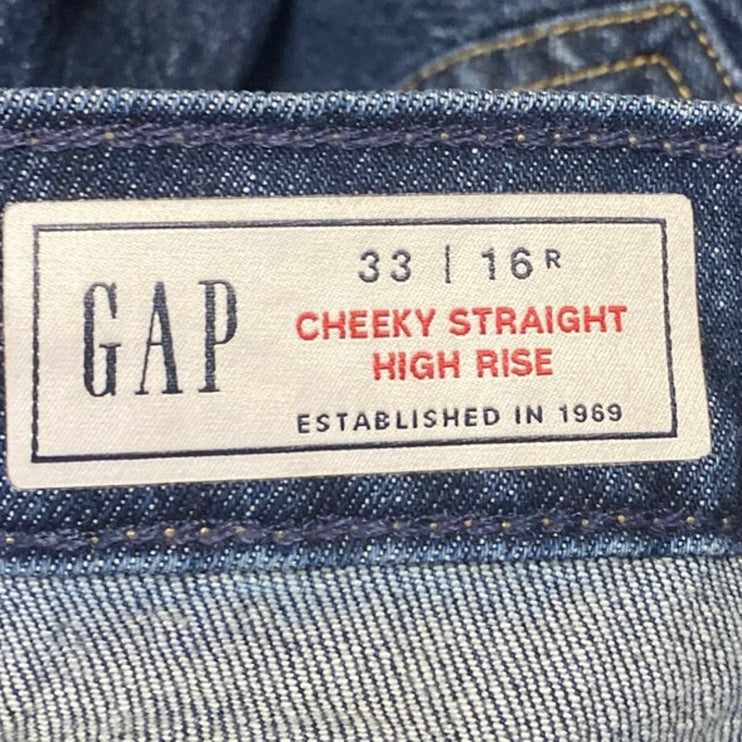 GAP
33 | 16R
CHEEKY STRAIGHT
HIGH RISE
ESTABLISHED IN 1969